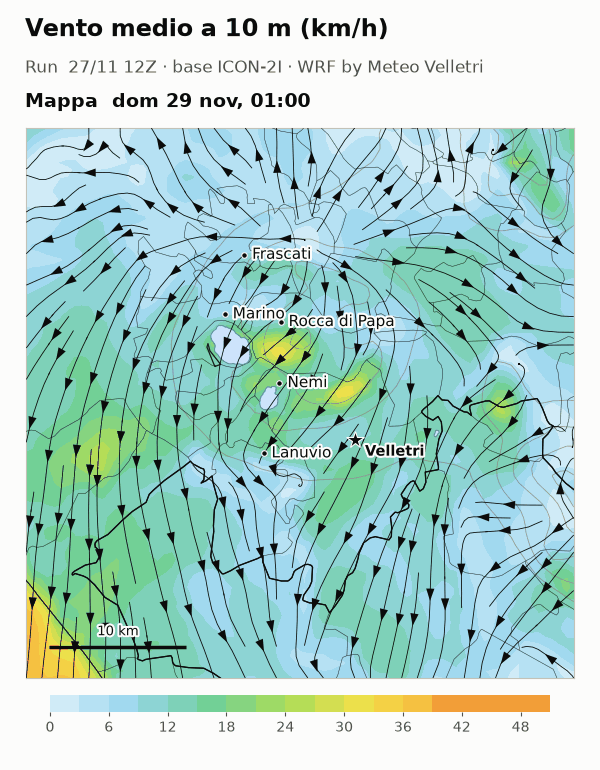 Vento medio a 10 m (km/h)
Run  27/11 12Z · base ICON-2I · WRF by Meteo Velletri
Mappa  dom 29 nov, 01:00
Frascati
Marino
Rocca di Papa
Nemi
Velletri
Lanuvio
10 km
0 6 12 18 24 30 36 42 48